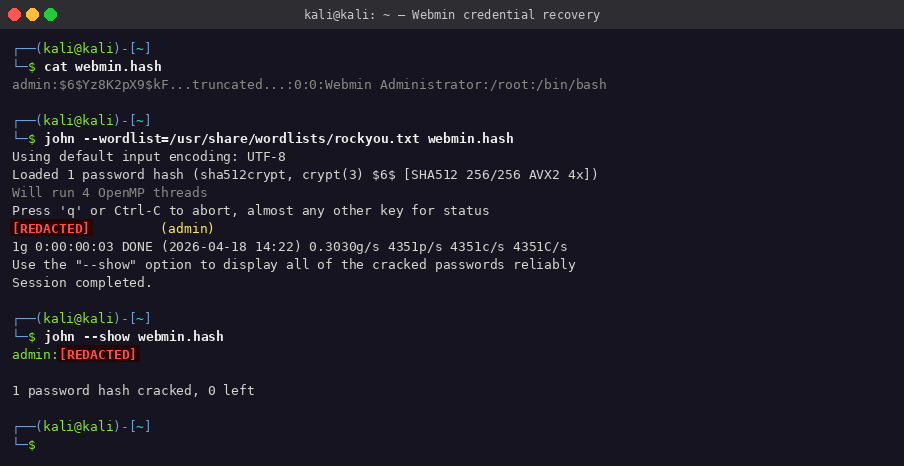 kali@kali: ~ — Webmin credential recovery
┌──(kali@kali)-[~]
└─$ cat webmin.hash
admin:$6$Yz8K2pX9$kF...truncated...:0:0:Webmin Administrator:/root:/bin/bash
┌──(kali@kali)-[~]
└─$ john --wordlist=/usr/share/wordlists/rockyou.txt webmin.hash
Using default input encoding: UTF-8
Loaded 1 password hash (sha512crypt, crypt(3) $6$ [SHA512 256/256 AVX2 4x])
Will run 4 OpenMP threads
Press 'q' or Ctrl-C to abort, almost any other key for status
[REDACTED]         (admin)
1g 0:00:00:03 DONE (2026-04-18 14:22) 0.3030g/s 4351p/s 4351c/s 4351C/s
Use the "--show" option to display all of the cracked passwords reliably
Session completed.
┌──(kali@kali)-[~]
└─$ john --show webmin.hash
admin:[REDACTED]
1 password hash cracked, 0 left
┌──(kali@kali)-[~]
└─$